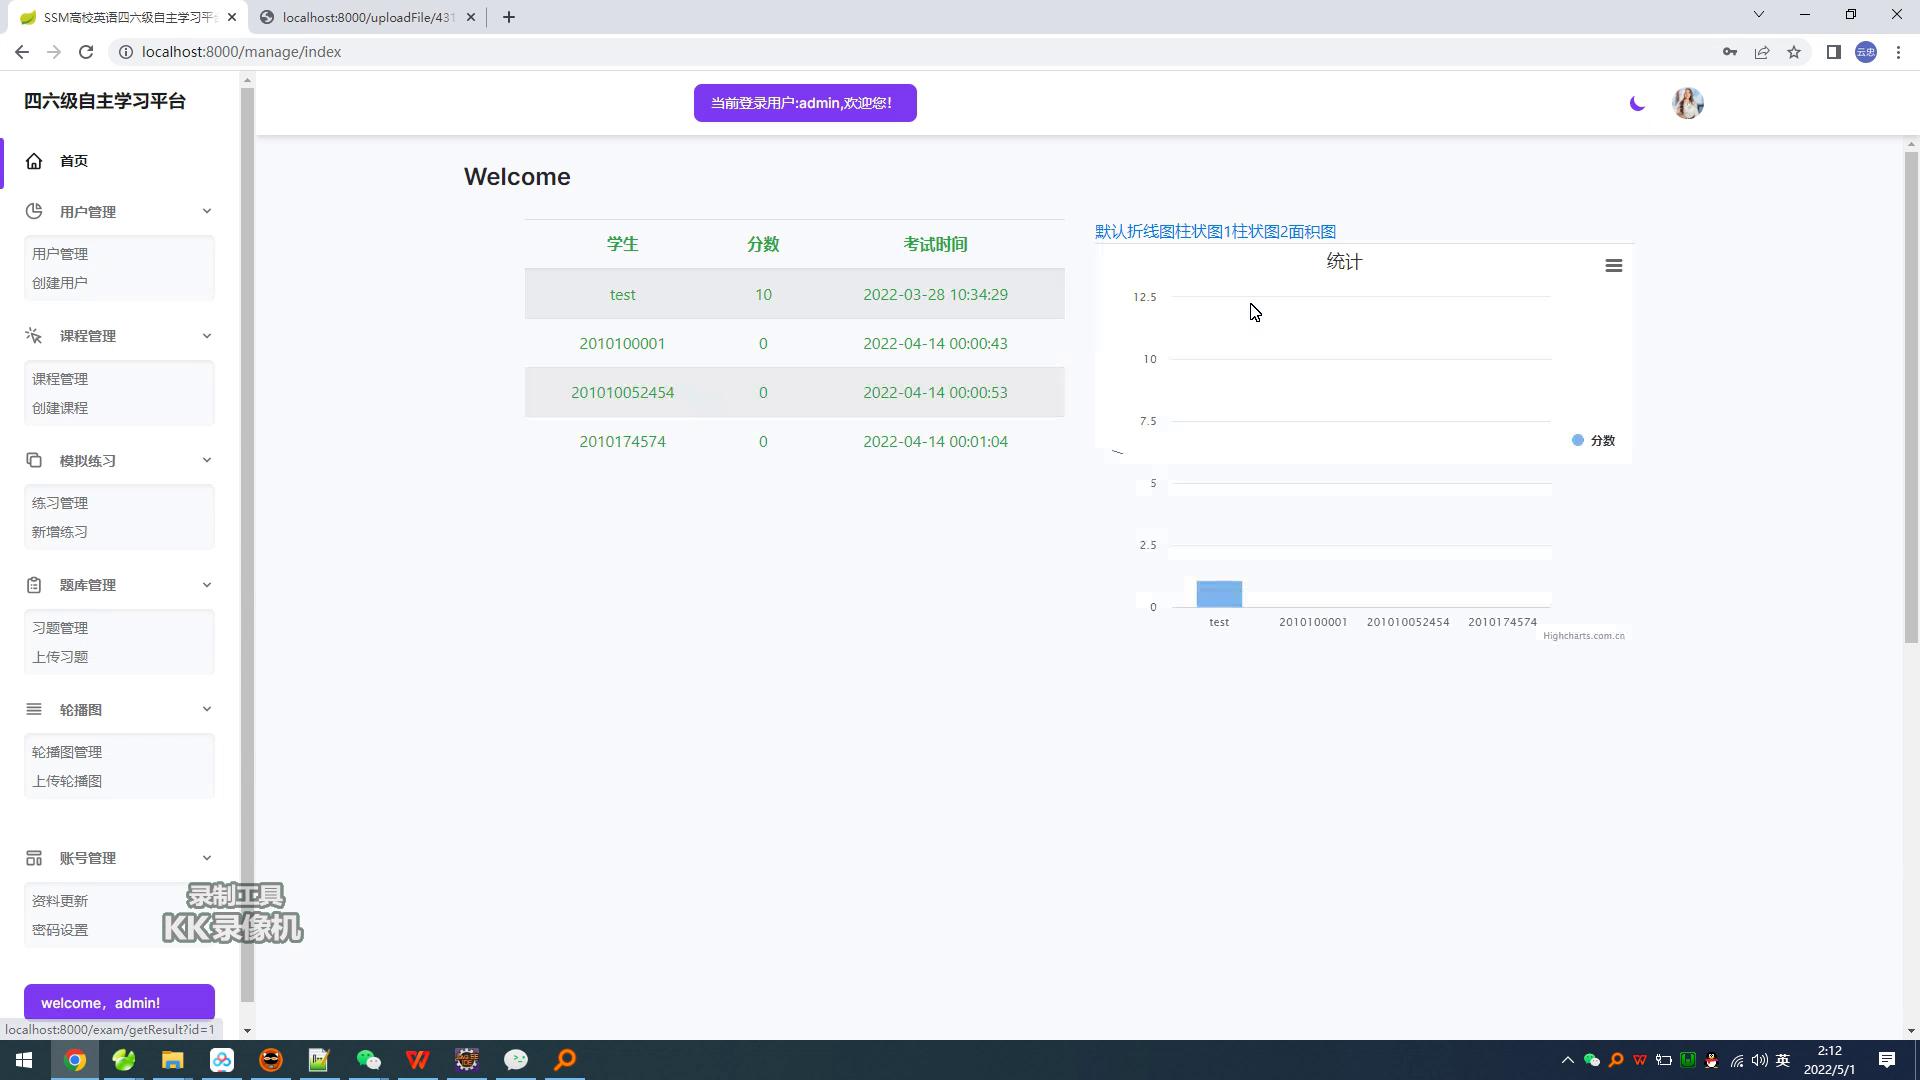 SSM高校英语四六级自主学习平台
localhost:8000/uploadFile/431
localhost:8000/manage/index
云忠
四六级自主学习平台
当前登录用户:admin,欢迎您!
首页
用户管理
用户管理
创建用户
课程管理
课程管理
创建课程
模拟练习
练习管理
新增练习
题库管理
习题管理
上传习题
轮播图
轮播图管理
上传轮播图
账号管理
资料更新
密码设置
welcome，admin!
localhost:8000/exam/getResult?id=1
录制工具
KK录像机
Welcome
学生 分数 考试时间
test 10 2022-03-28 10:34:29
2010100001 0 2022-04-14 00:00:43
201010052454 0 2022-04-14 00:00:53
2010174574 0 2022-04-14 00:01:04
默认折线图柱状图1柱状图2面积图
统计
12.5
10
7.5
5
2.5
0
分数
test 2010100001 201010052454 2010174574
Highcharts.com.cn
英
2:12
2022/5/1